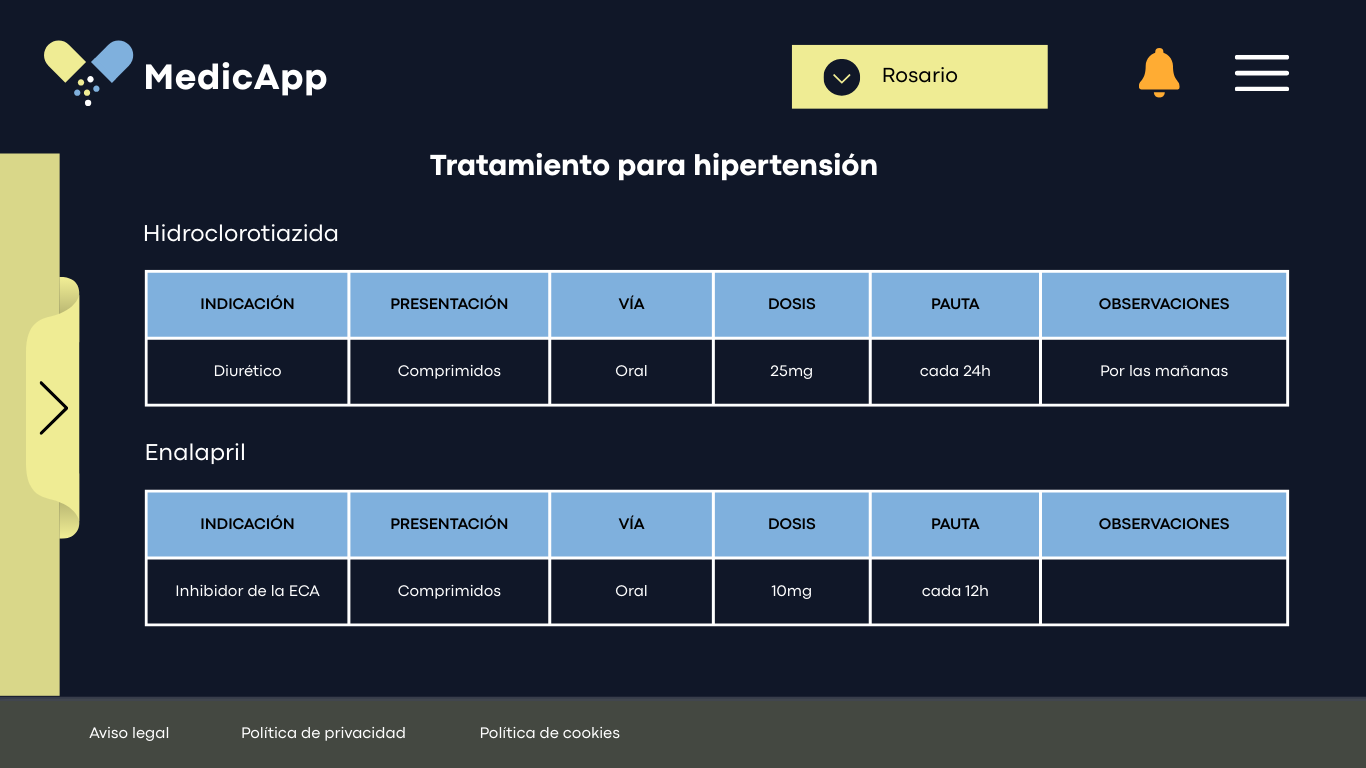 MedicApp
Rosario
Tratamiento para hipertensión
Hidroclorotiazida
INDICACIÓN PRESENTACIÓN VÍA DOSIS PAUTA OBSERVACIONES
Diurético Comprimidos Oral 25mg cada 24h Por las mañanas
Enalapril
INDICACIÓN PRESENTACIÓN VÍA DOSIS PAUTA OBSERVACIONES
Inhibidor de la ECA Comprimidos Oral 10mg cada 12h
Aviso legal Política de privacidad Política de cookies